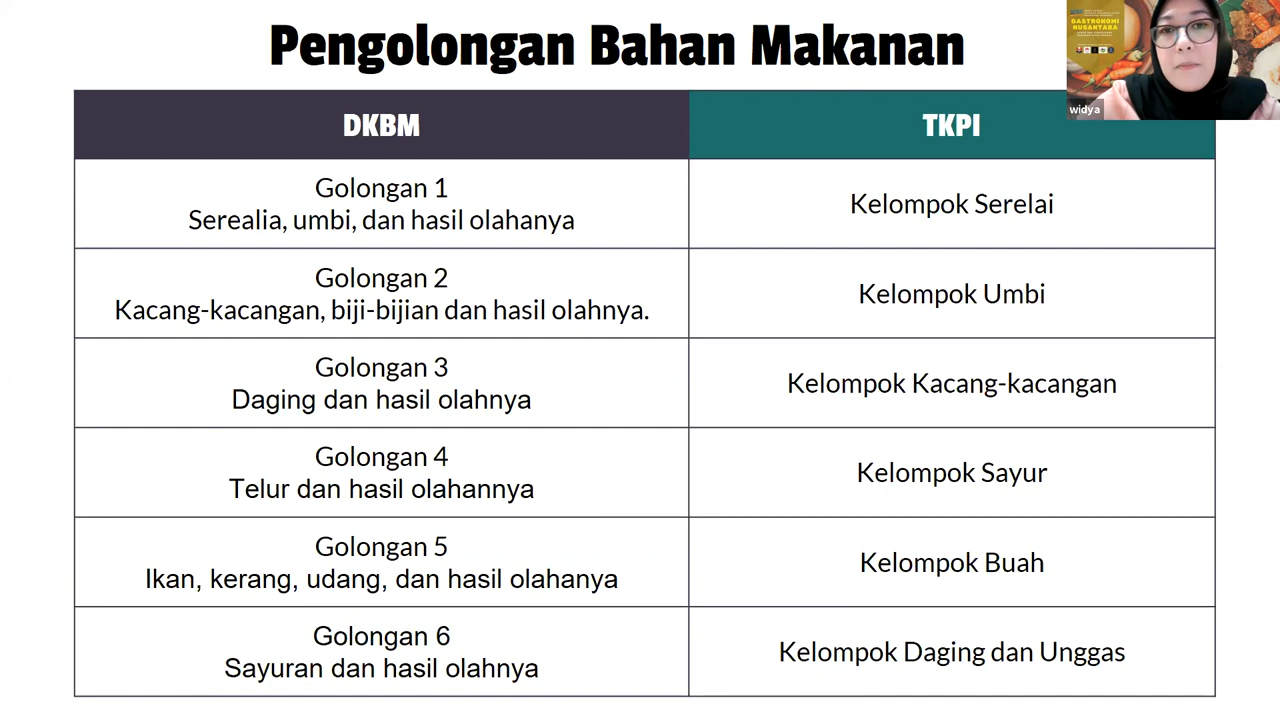 Pengolongan Bahan Makanan
GASTRONOMI
NUSANTARA
widya
DKBM
TKPI
Golongan 1
Serealia, umbi, dan hasil olahanya
Kelompok Serelai
Golongan 2
Kacang-kacangan, biji-bijian dan hasil olahnya.
Kelompok Umbi
Golongan 3
Daging dan hasil olahnya
Kelompok Kacang-kacangan
Golongan 4
Telur dan hasil olahannya
Kelompok Sayur
Golongan 5
Ikan, kerang, udang, dan hasil olahanya
Kelompok Buah
Golongan 6
Sayuran dan hasil olahnya
Kelompok Daging dan Unggas